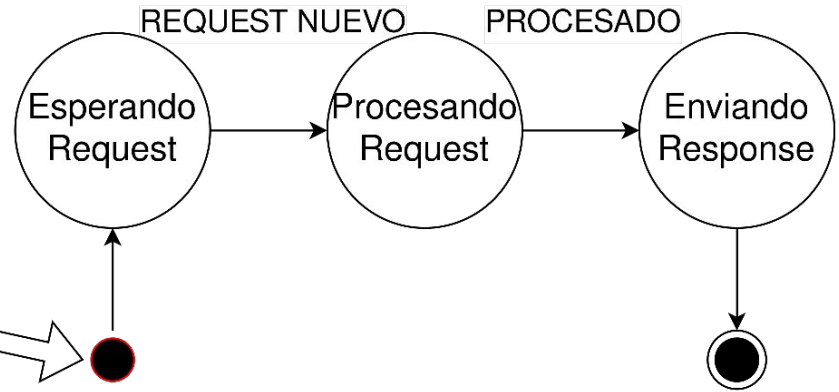 REQUEST NUEVO
PROCESADO
Esperando
Request
Procesando
Request
Enviando
Response